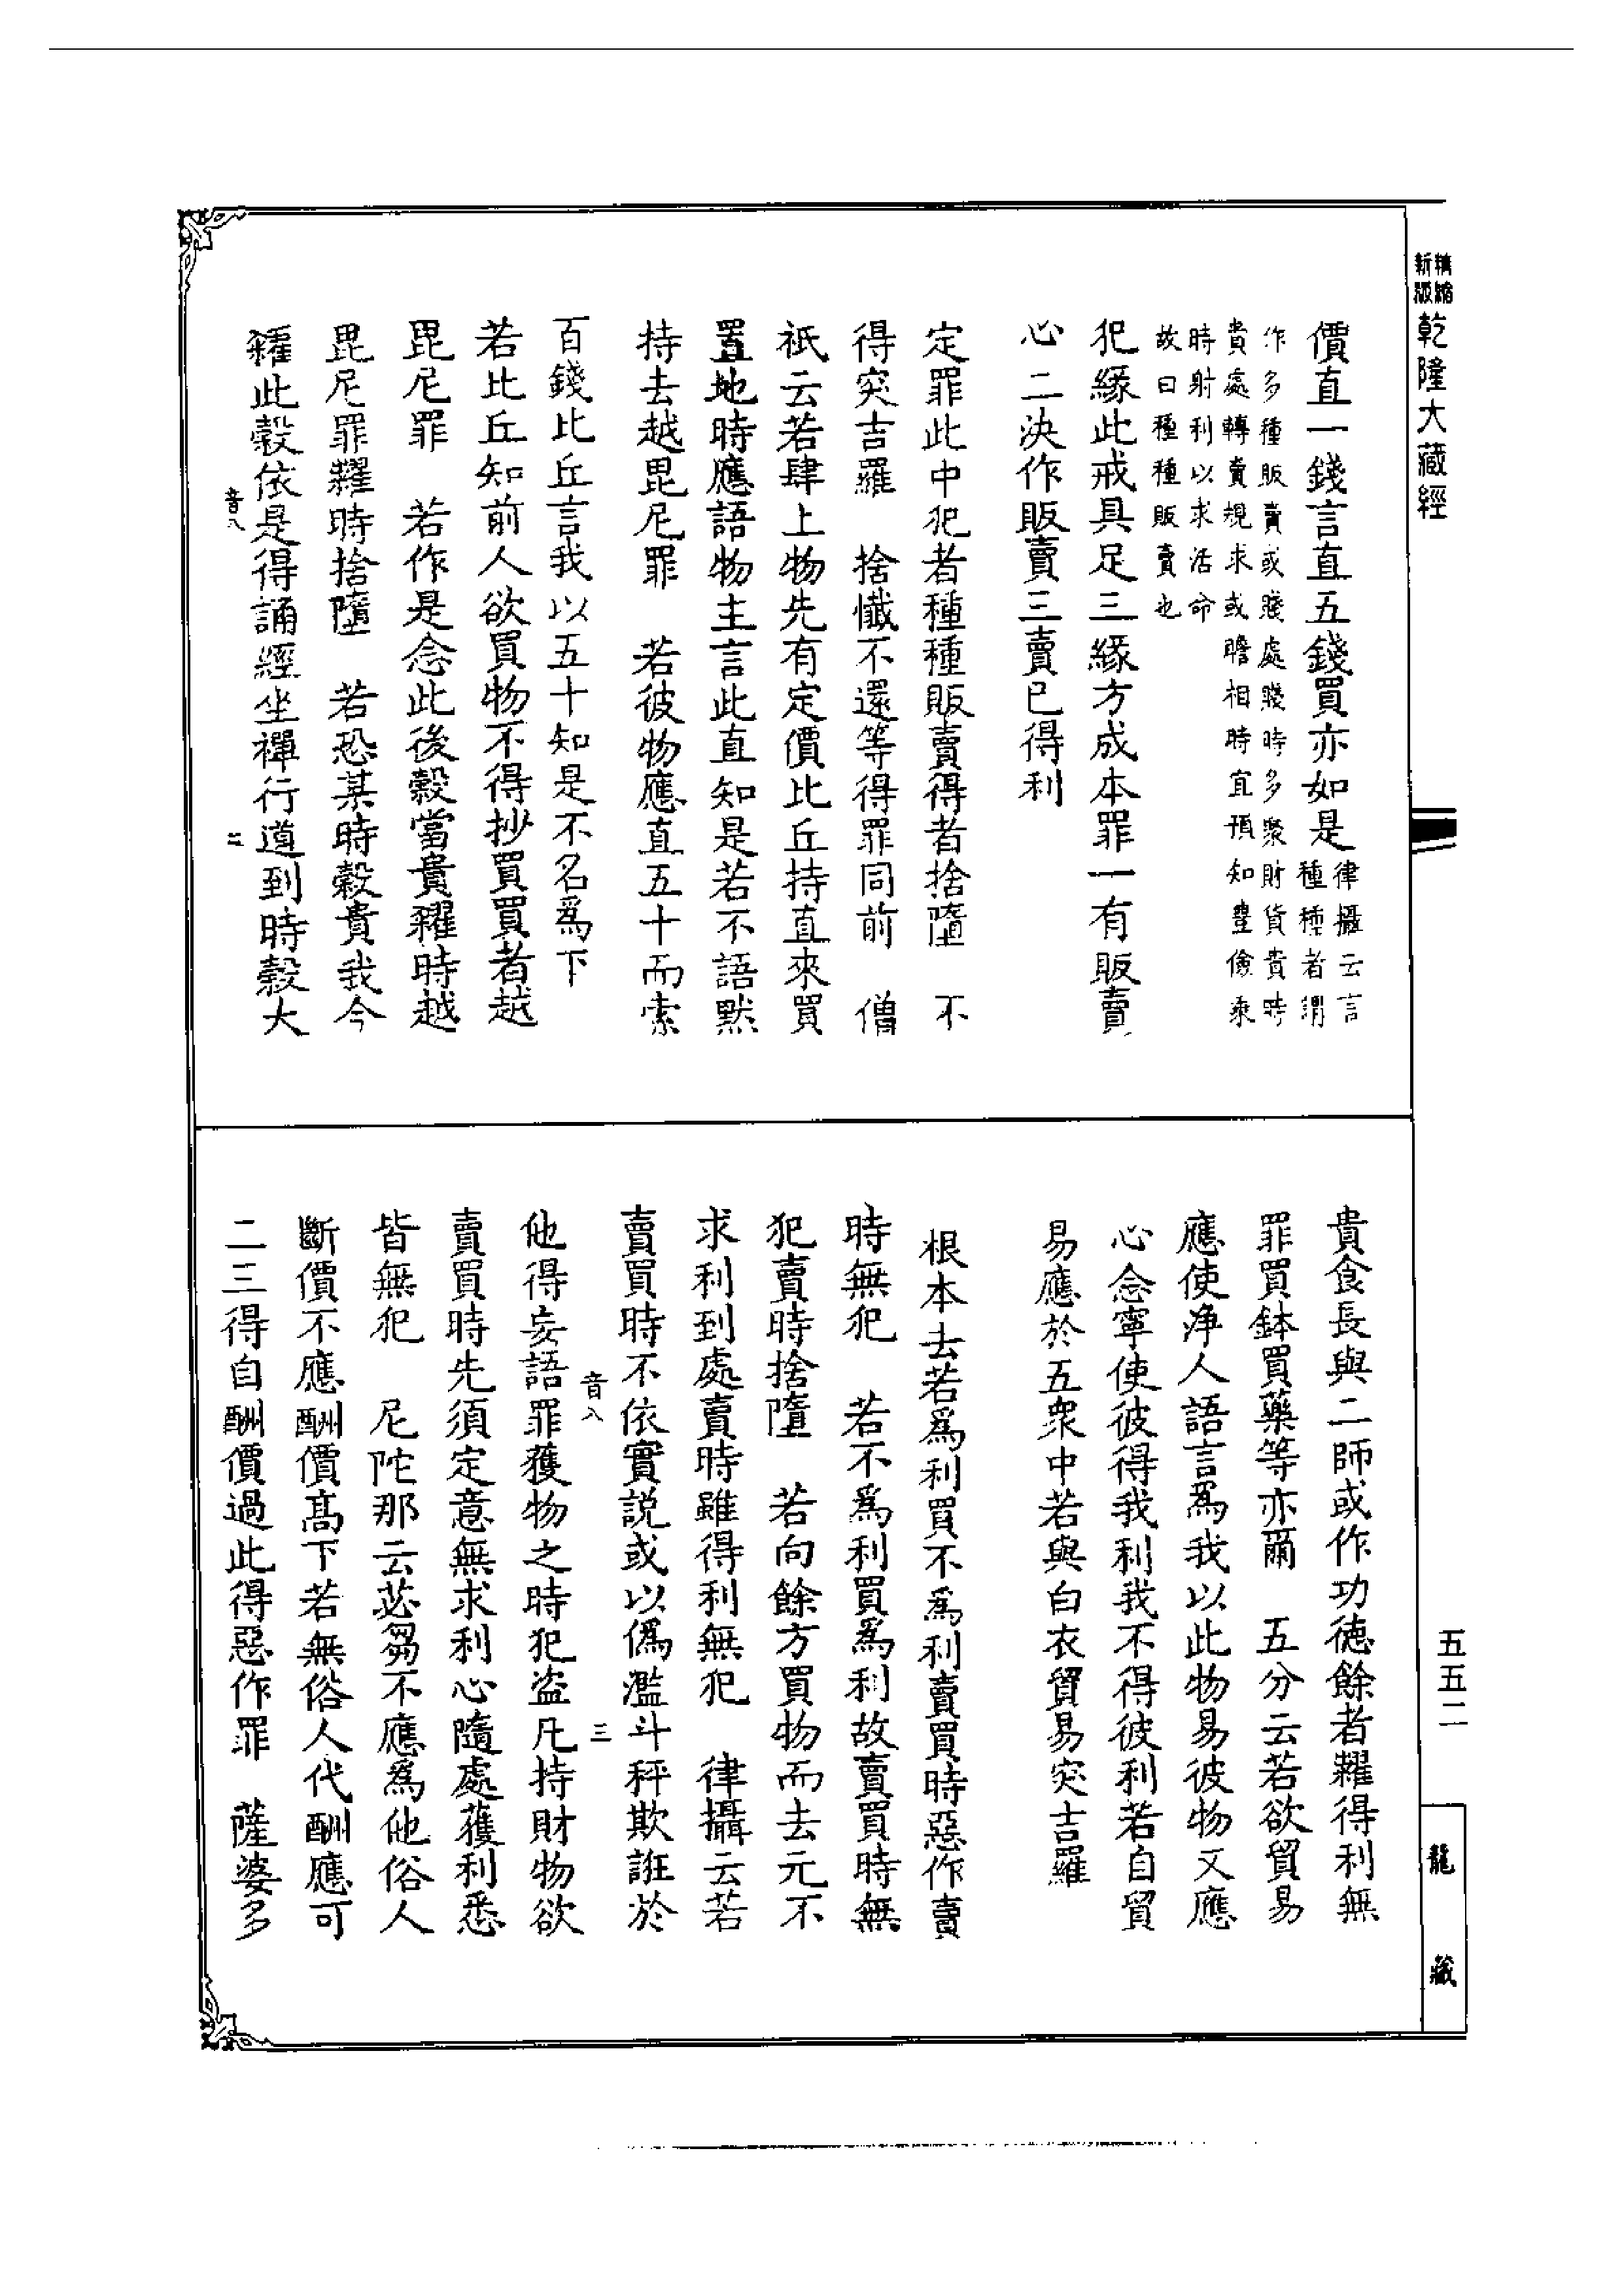 精縮
新版
乾隆大藏經
價直一錢言直五錢買亦如是
律攝云言
種種者謂
作多種販賣或賤處賤時多聚財貨貴時
貴處轉賣規求或瞻相時宜預知豐儉乘
時射利以求活命
故曰種種販賣也
犯緣此戒具足三緣方成本罪一有販賣
心二決作販賣三賣已得利
定罪此中犯者種種販賣得者捨墮　不
得突吉羅　捨懺不還等得罪同前　僧
祇云若肆上物先有定價比丘持直來買
置地時應語物主言此直知是若不語默
持去越毘尼罪　若彼物應直五十而索
百錢比丘言我以五十知是不名爲下
若比丘知前人欲買物不得抄買買者越
毘尼罪　若作是念此後穀當貴糴時越
毘尼罪糶時捨墮　若恐某時穀貴我今
糴此穀依是得誦經坐禪行道到時穀大
音八
二
貴食長與二師或作功德餘者糶得利無
罪買鉢買藥等亦爾　五分云若欲貿易
應使淨人語言爲我以此物易彼物又應
心念寧使彼得我利我不得彼利若自貿
易應於五衆中若與白衣貿易突吉羅
根本去若爲利買不爲利賣買時惡作賣
時無犯　若不爲利買爲利故賣買時無
犯賣時捨墮　若向餘方買物而去元不
求利到處賣時雖得利無犯　律攝云若
賣買時不依實説或以僞濫斗秤欺誑於
音八
三
他得妄語罪獲物之時犯盜凡持財物欲
賣買時先須定意無求利心隨處獲利悉
皆無犯　尼陀那云苾芻不應爲他俗人
斷價不應酬價高下若無俗人代酬應可
二三得自酬價過此得惡作罪　薩婆多
五五二
龍藏